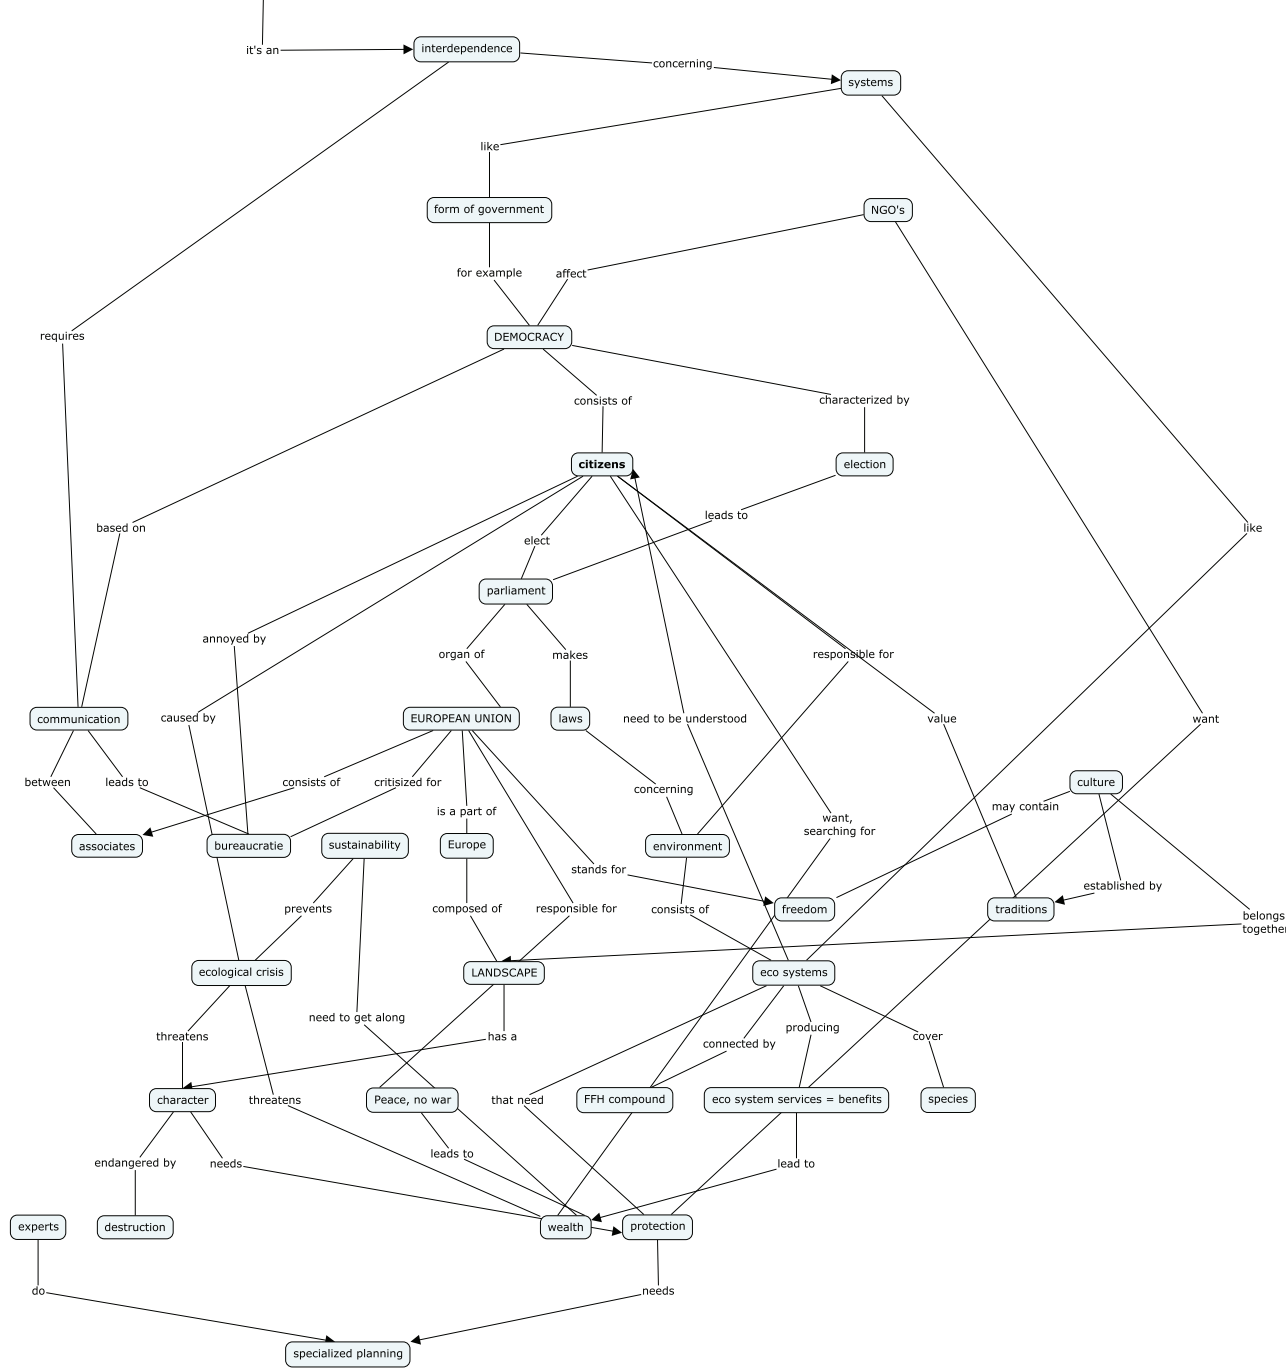 it's an
interdependence
concerning
systems
like
form of government
NGO's
for example
affect
requires
DEMOCRACY
consists of
characterized by
citizens
election
leads to
based on
like
elect
parliament
annoyed by
organ of
makes
responsible for
communication
caused by
EUROPEAN UNION
laws
need to be understood
value
want
between
leads to
consists of
critisized for
concerning
culture
is a part of
may contain
want,
searching for
associates
bureaucratie
sustainability
Europe
environment
stands for
established by
prevents
composed of
responsible for
consists of
freedom
traditions
belongs
together
ecological crisis
LANDSCAPE
eco systems
need to get along
producing
threatens
has a
connected by
cover
character
threatens
Peace, no war
that need
FFH compound
eco system services = benefits
species
leads to
endangered by
needs
lead to
experts
destruction
wealth
protection
do
needs
specialized planning